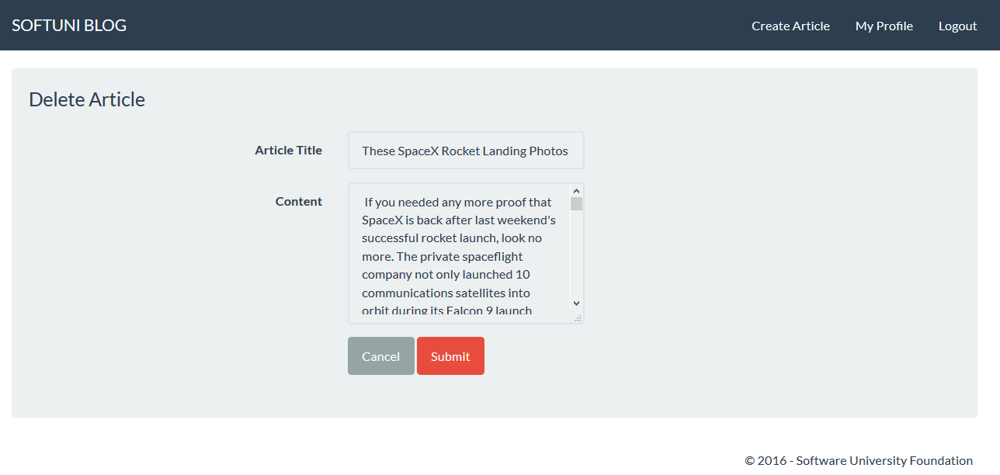 SOFTUNI BLOG
Create Article
My Profile
Logout
Delete Article
Article Title
These SpaceX Rocket Landing Photos
Content
If you needed any more proof that
SpaceX is back after last weekend's
successful rocket launch, look no
more. The private spaceflight
company not only launched 10
communications satellites into
orbit during its Falcon 9 launch
Cancel
Submit
© 2016 - Software University Foundation